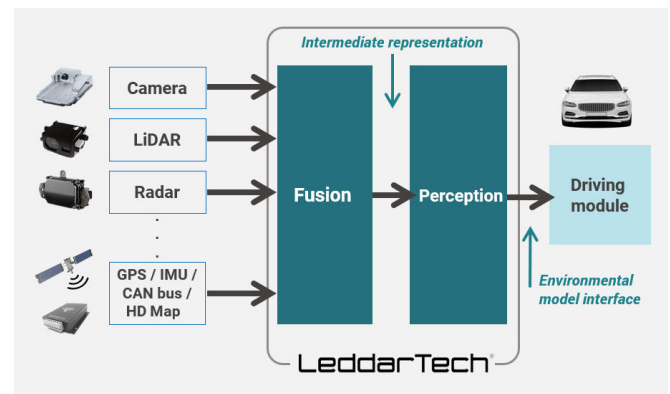 Intermediate representation
Camera
LiDAR
Radar
GPS / IMU /
CAN bus /
HD Map
Fusion
Perception
Driving
module
Environmental
model interface
LeddarTech®